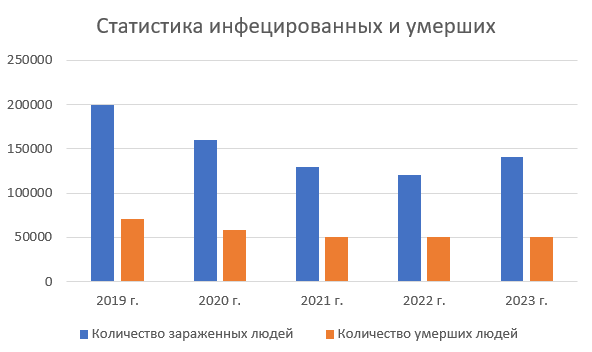 Статистика инфецированных и умерших
250000
200000
150000
100000
50000
0
2019 г. 2020 г. 2021 г. 2022 г. 2023 г.
Количество зараженных людей Количество умерших людей